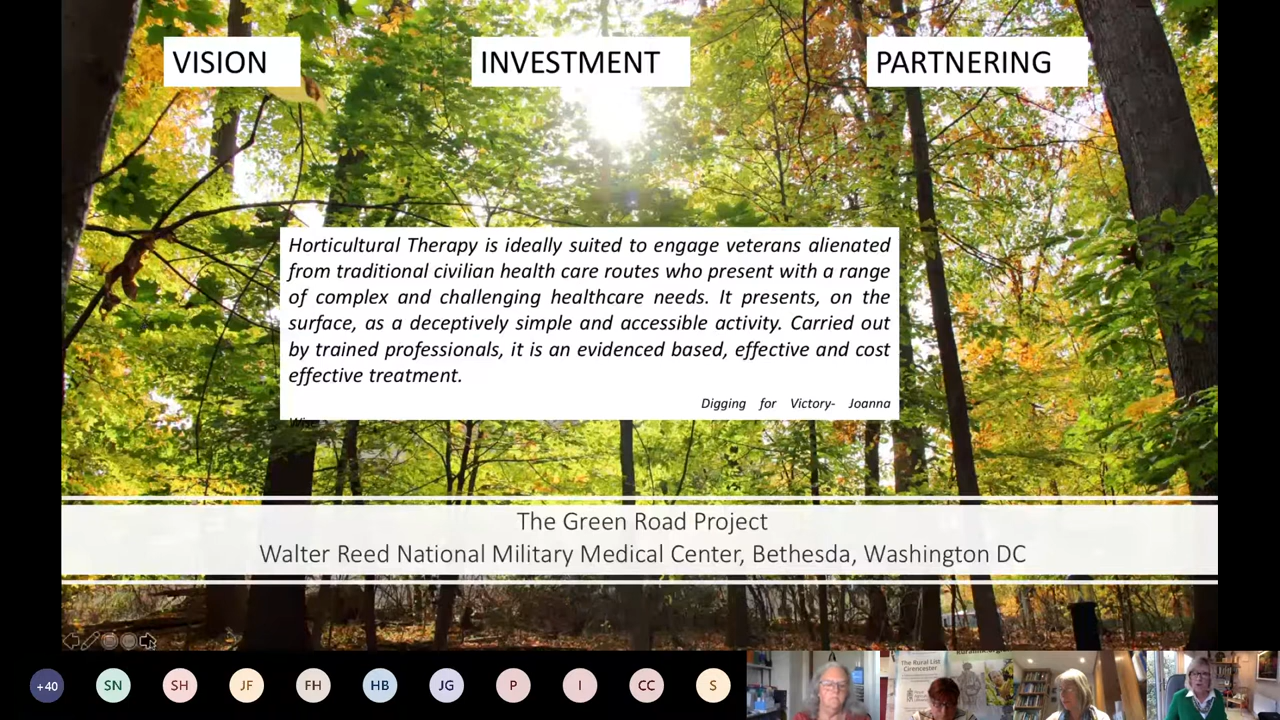 VISION
INVESTMENT
PARTNERING
Horticultural Therapy is ideally suited to engage veterans alienated
from traditional civilian health care routes who present with a range
of complex and challenging healthcare needs. It presents, on the
surface, as a deceptively simple and accessible activity. Carried out
by trained professionals, it is an evidenced based, effective and cost
effective treatment.
Digging for Victory- Joanna
The Green Road Project
Walter Reed National Military Medical Center, Bethesda, Washington DC
+40
SN
SH
JF
FH
HB
JG
P
I
CC
S
The Rural List
Cirencester